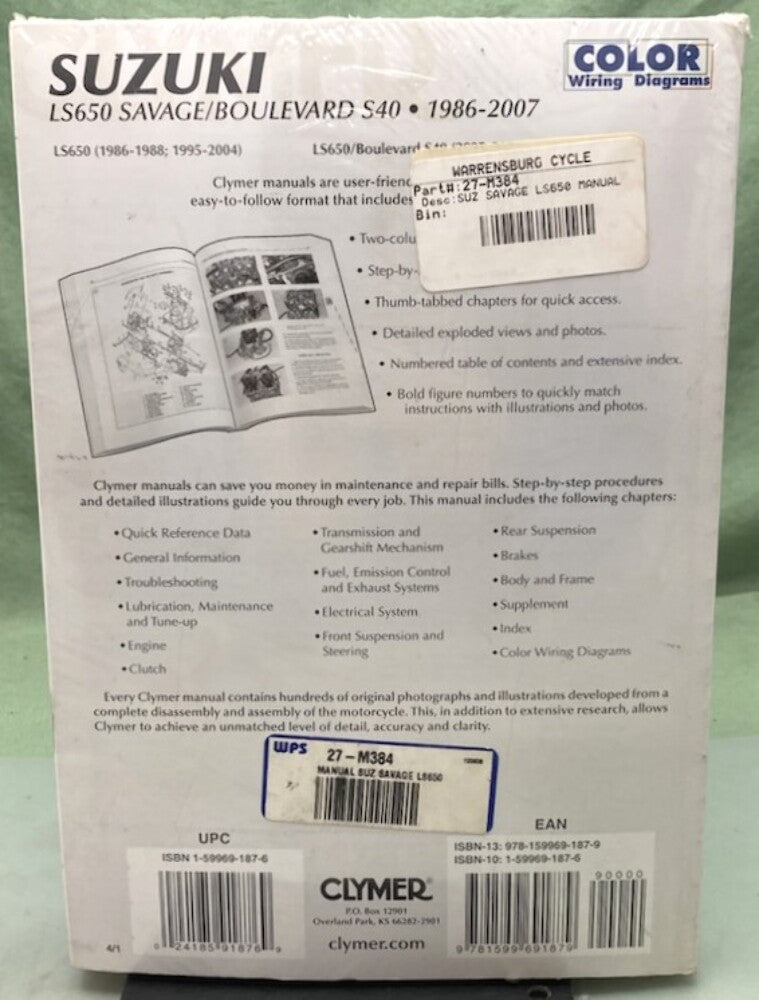 SUZUKI
COLOR
Wiring Diagrams
LS650 SAVAGE/BOULEVARD S40 • 1986-2007
LS650 (1986-1988; 1995-2004)
LS650/Boulevard
WARRENSBURG CYCLE
Part#:27-M384
Desc:SUZ SAVAGE LS650 MANUAL
Bin:
Clymer manuals are
easy-to-follow format that includes
• Thumb-tabbed chapters for quick access.
• Detailed exploded views and photos.
• Numbered table of contents and extensive index.
• Bold figure numbers to quickly match
instructions with illustrations and photos.
Clymer manuals can save you money in maintenance and repair bills. Step-by-step procedures
and detailed illustrations guide you through every job. This manual includes the following chapters:
• Quick Reference Data
• General Information
• Troubleshooting
• Lubrication, Maintenance
and Tune-up
• Engine
• Clutch
• Transmission and
Gearshift Mechanism
• Fuel, Emission Control
and Exhaust Systems
• Electrical System
• Front Suspension and
Steering
• Rear Suspension
• Brakes
• Body and Frame
• Supplement
• Index
• Color Wiring Diagrams
Every Clymer manual contains hundreds of original photographs and illustrations developed from a
complete disassembly and assembly of the motorcycle. This, in addition to extensive research, allows
Clymer to achieve an unmatched level of detail, accuracy and clarity.
WPS
27-M384
MANUAL SUZ SAVAGE LS650
UPC
ISBN 1-59969-187-6
0 24185 91876 9
CLYMER®
P.O. Box 12901
Overland Park, KS 66282-2901
clymer.com
EAN
ISBN-13: 978-159969-187-9
ISBN-10: 1-59969-187-6
90000
9 781599 691879
4/1